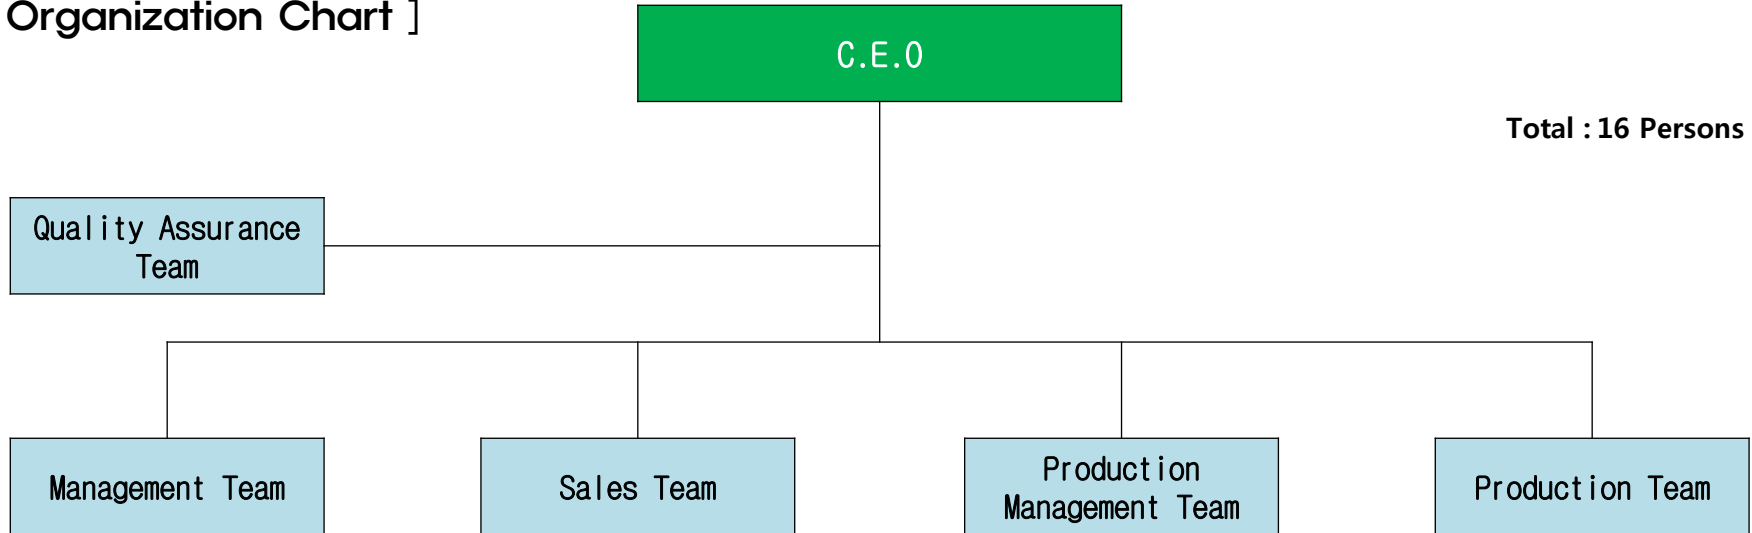 Organization Chart ]
C.E.O
Total : 16 Persons
Quality Assurance
Team
Management Team
Sales Team
Production
Management Team
Production Team